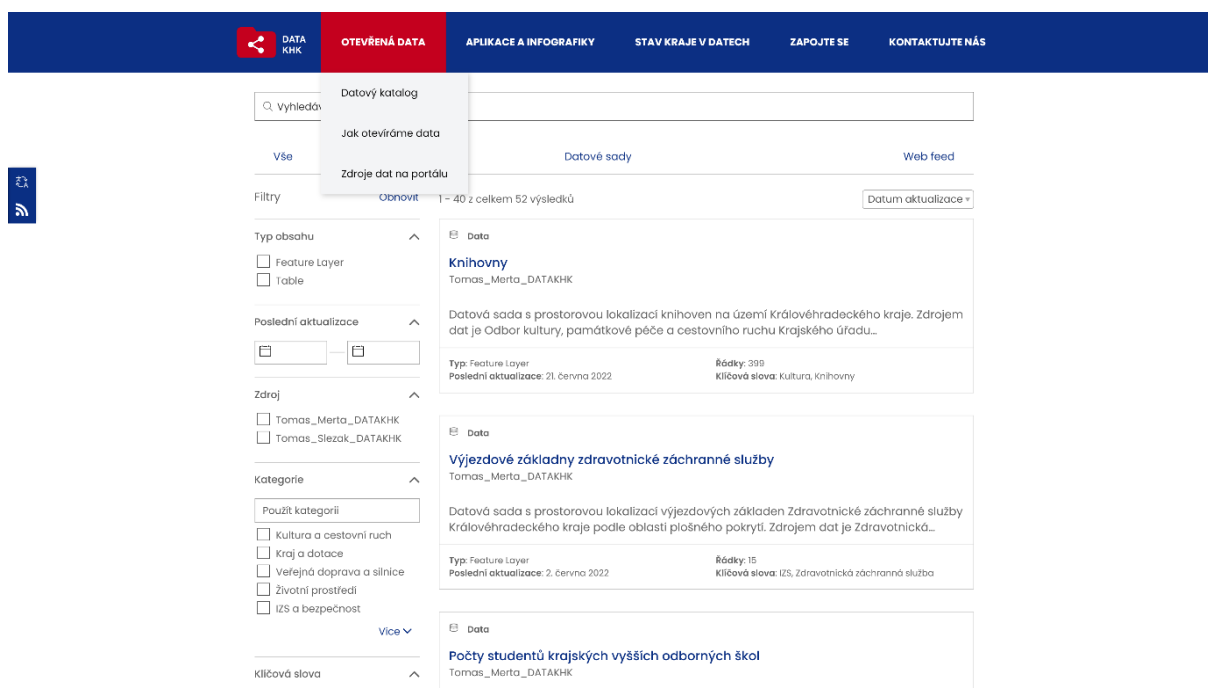 DATA
KHK
OTEVŘENÁ DATA
APLIKACE A INFOGRAFIKY
STAV KRAJE V DATECH
ZAPOJTE SE
KONTAKTUJTE NÁS
Datový katalog
Jak otevíráme data
Zdroje dat na portálu
Vyhledáv
Vše
Datové sady
Web feed
Filtry
Obnovit
1 - 40 z celkem 52 výsledků
Datum aktualizace
Typ obsahu
Feature Layer
Table
Poslední aktualizace
Zdroj
Tomas_Merta_DATAKHK
Tomas_Slezak_DATAKHK
Kategorie
Použít kategorii
Kultura a cestovní ruch
Kraj a dotace
Veřejná doprava a silnice
Životní prostředí
IZS a bezpečnost
Více
Klíčová slova
Data
Knihovny
Tomas_Merta_DATAKHK
Datová sada s prostorovou lokalizací knihoven na území Královéhradeckého kraje. Zdrojem
dat je Odbor kultury, památkové péče a cestovního ruchu Krajského úřadu...
Typ: Feature Layer
Řádky: 399
Poslední aktualizace: 21. června 2022
Klíčová slova: Kultura, Knihovny
Data
Výjezdové základny zdravotnické záchranné služby
Tomas_Merta_DATAKHK
Datová sada s prostorovou lokalizací výjezdových základen Zdravotnické záchranné služby
Královéhradeckého kraje podle oblasti plošného pokrytí. Zdrojem dat je Zdravotnická...
Typ: Feature Layer
Řádky: 15
Poslední aktualizace: 2. června 2022
Klíčová slova: IZS, Zdravotnická záchranná služba
Data
Počty studentů krajských vyšších odborných škol
Tomas_Merta_DATAKHK